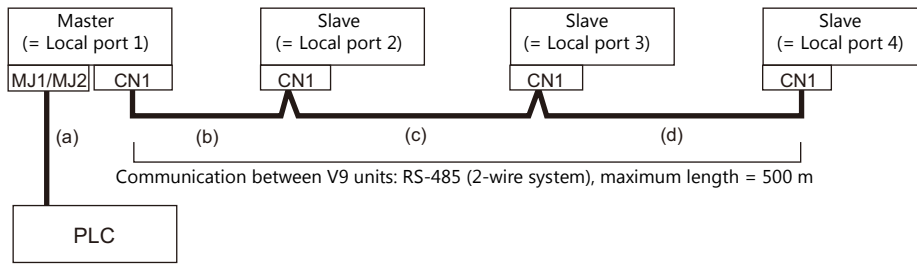 Master
(= Local port 1)
Slave
(= Local port 2)
Slave
(= Local port 3)
Slave
(= Local port 4)
MJ1/MJ2
CN1
CN1
CN1
CN1
(a)
(b)
(c)
(d)
Communication between V9 units: RS-485 (2-wire system), maximum length = 500 m
PLC